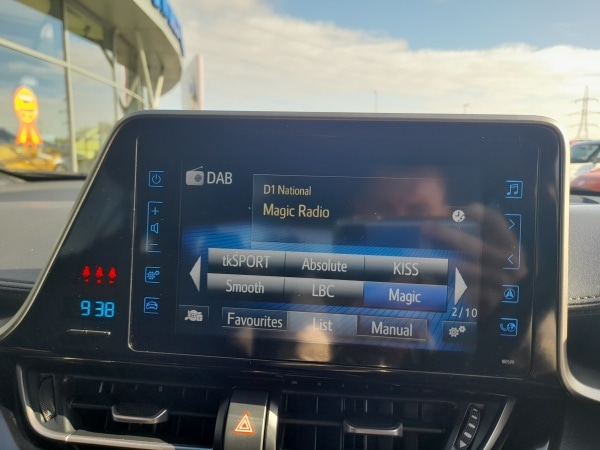 DAB
D1 National
Magic Radio
tkSPORT Absolute KISS
Smooth LBC Magic
2/10
Favourites List Manual
9 38